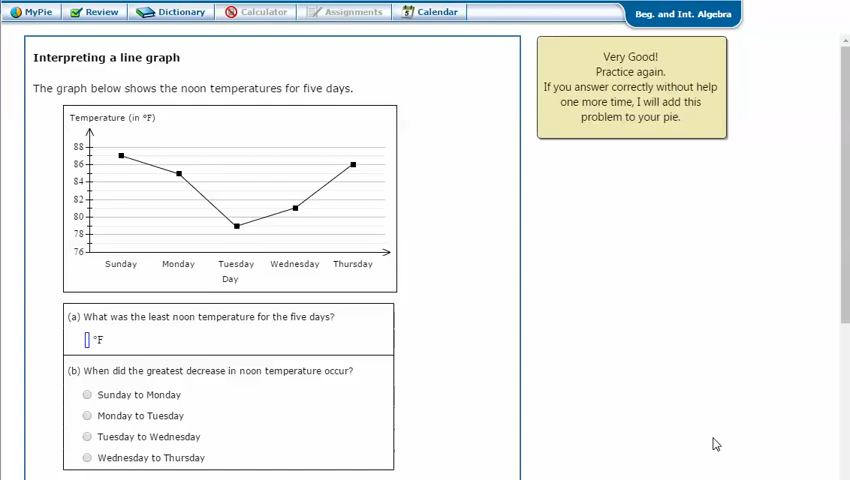 MyPie Review Dictionary Calculator Assignments Calendar Beg. and Int. Algebra
Interpreting a line graph
The graph below shows the noon temperatures for five days.
Temperature (in °F)
88
86
84
82
80
78
76
Sunday Monday Tuesday Wednesday Thursday
Day
(a) What was the least noon temperature for the five days?
°F
(b) When did the greatest decrease in noon temperature occur?
Sunday to Monday
Monday to Tuesday
Tuesday to Wednesday
Wednesday to Thursday
Very Good!
Practice again.
If you answer correctly without help
one more time, I will add this
problem to your pie.